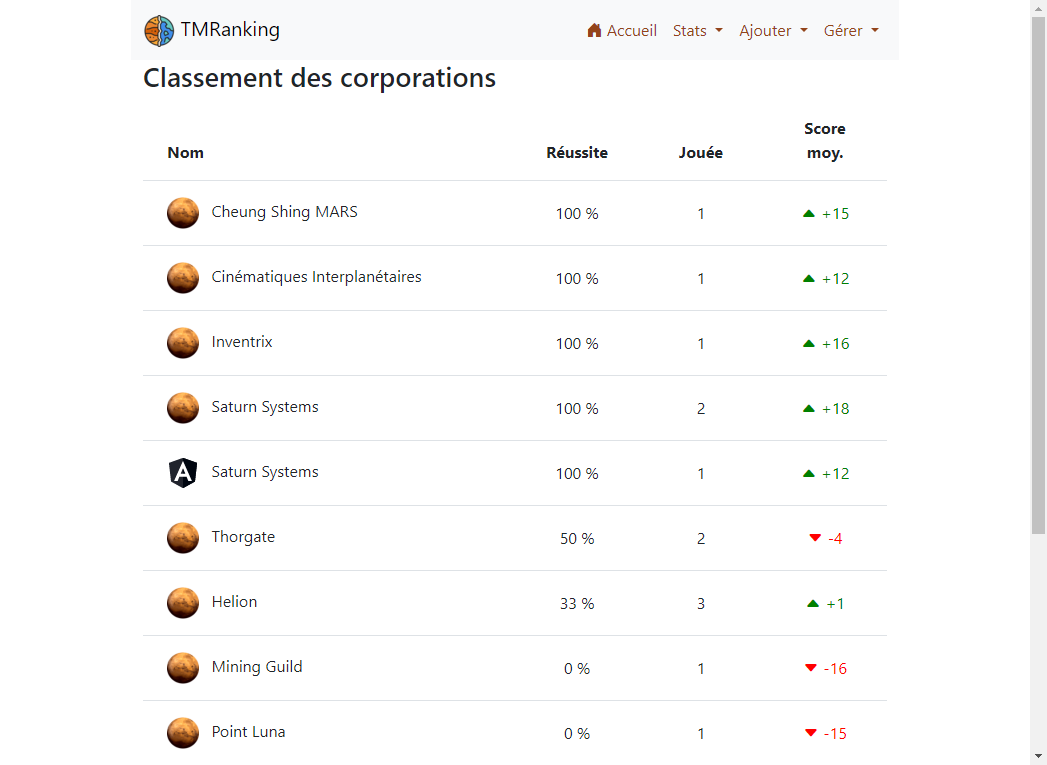 TMRanking Accueil Stats Ajouter Gérer
Classement des corporations
Nom Réussite Jouée Score moy.
Cheung Shing MARS 100 % 1 +15
Cinématiques Interplanétaires 100 % 1 +12
Inventrix 100 % 1 +16
Saturn Systems 100 % 2 +18
A Saturn Systems 100 % 1 +12
Thorgate 50 % 2 -4
Helion 33 % 3 +1
Mining Guild 0 % 1 -16
Point Luna 0 % 1 -15